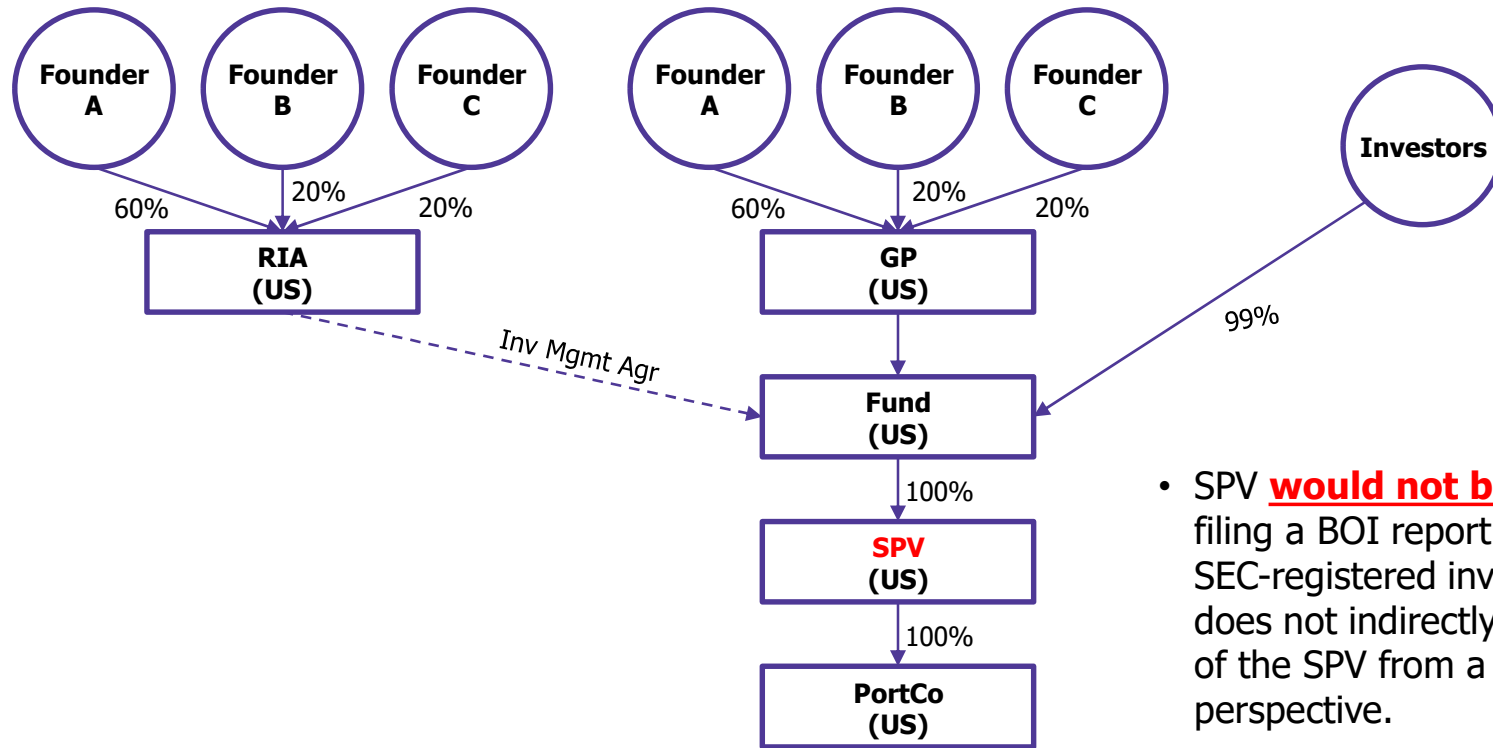 Founder
A
Founder
B
Founder
C
Founder
A
Founder
B
Founder
C
Investors
60%
20%
20%
60%
20%
20%
RIA
(US)
GP
(US)
99%
Inv Mgmt Agr
Fund
(US)
100%
SPV
(US)
100%
PortCo
(US)
• SPV would not b
filing a BOI report
SEC-registered inv
does not indirectly
of the SPV from a
perspective.